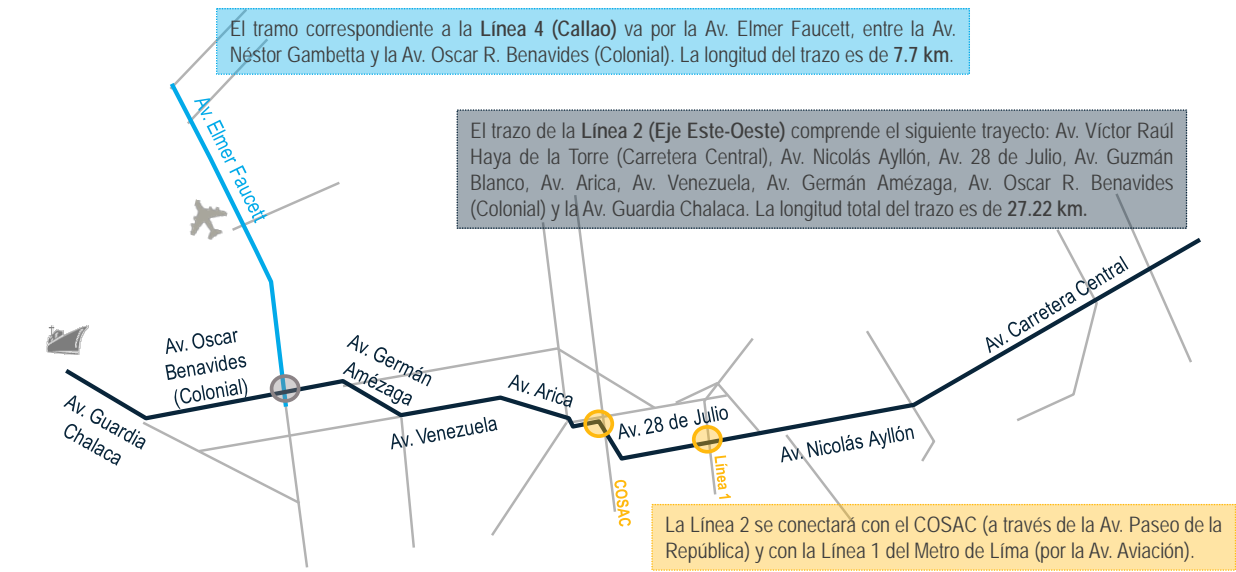 El tramo correspondiente a la Línea 4 (Callao) va por la Av. Elmer Faucett, entre la Av.
Néstor Gambetta y la Av. Oscar R. Benavides (Colonial). La longitud del trazo es de 7.7 km.
Av. Elmer Faucett
El trazo de la Línea 2 (Eje Este-Oeste) comprende el siguiente trayecto: Av. Víctor Raúl
Haya de la Torre (Carretera Central), Av. Nicolás Ayllón, Av. 28 de Julio, Av. Guzmán
Blanco, Av. Arica, Av. Venezuela, Av. Germán Amézaga, Av. Oscar R. Benavides
(Colonial) y la Av. Guardia Chalaca. La longitud total del trazo es de 27.22 km.
Av. Carretera Central
Av. Oscar
Benavides
(Colonial)
Av. Germán
Amézaga
Av. Arica
Av. Guardia
Chalaca
Av. Venezuela
Av. 28 de Julio
Av. Nicolás Ayllón
COSAC
Línea 1
La Línea 2 se conectará con el COSAC (a través de la Av. Paseo de la
República) y con la Línea 1 del Metro de Líma (por la Av. Aviación).